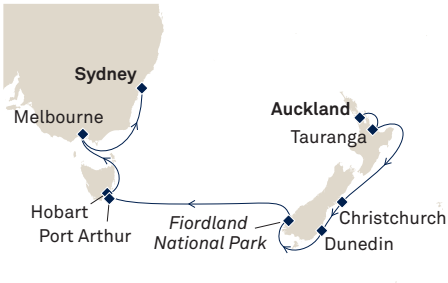 Sydney
Melbourne
Auckland
Tauranga
Hobart
Port Arthur
Fiordland
National Park
Christchurch
Dunedin